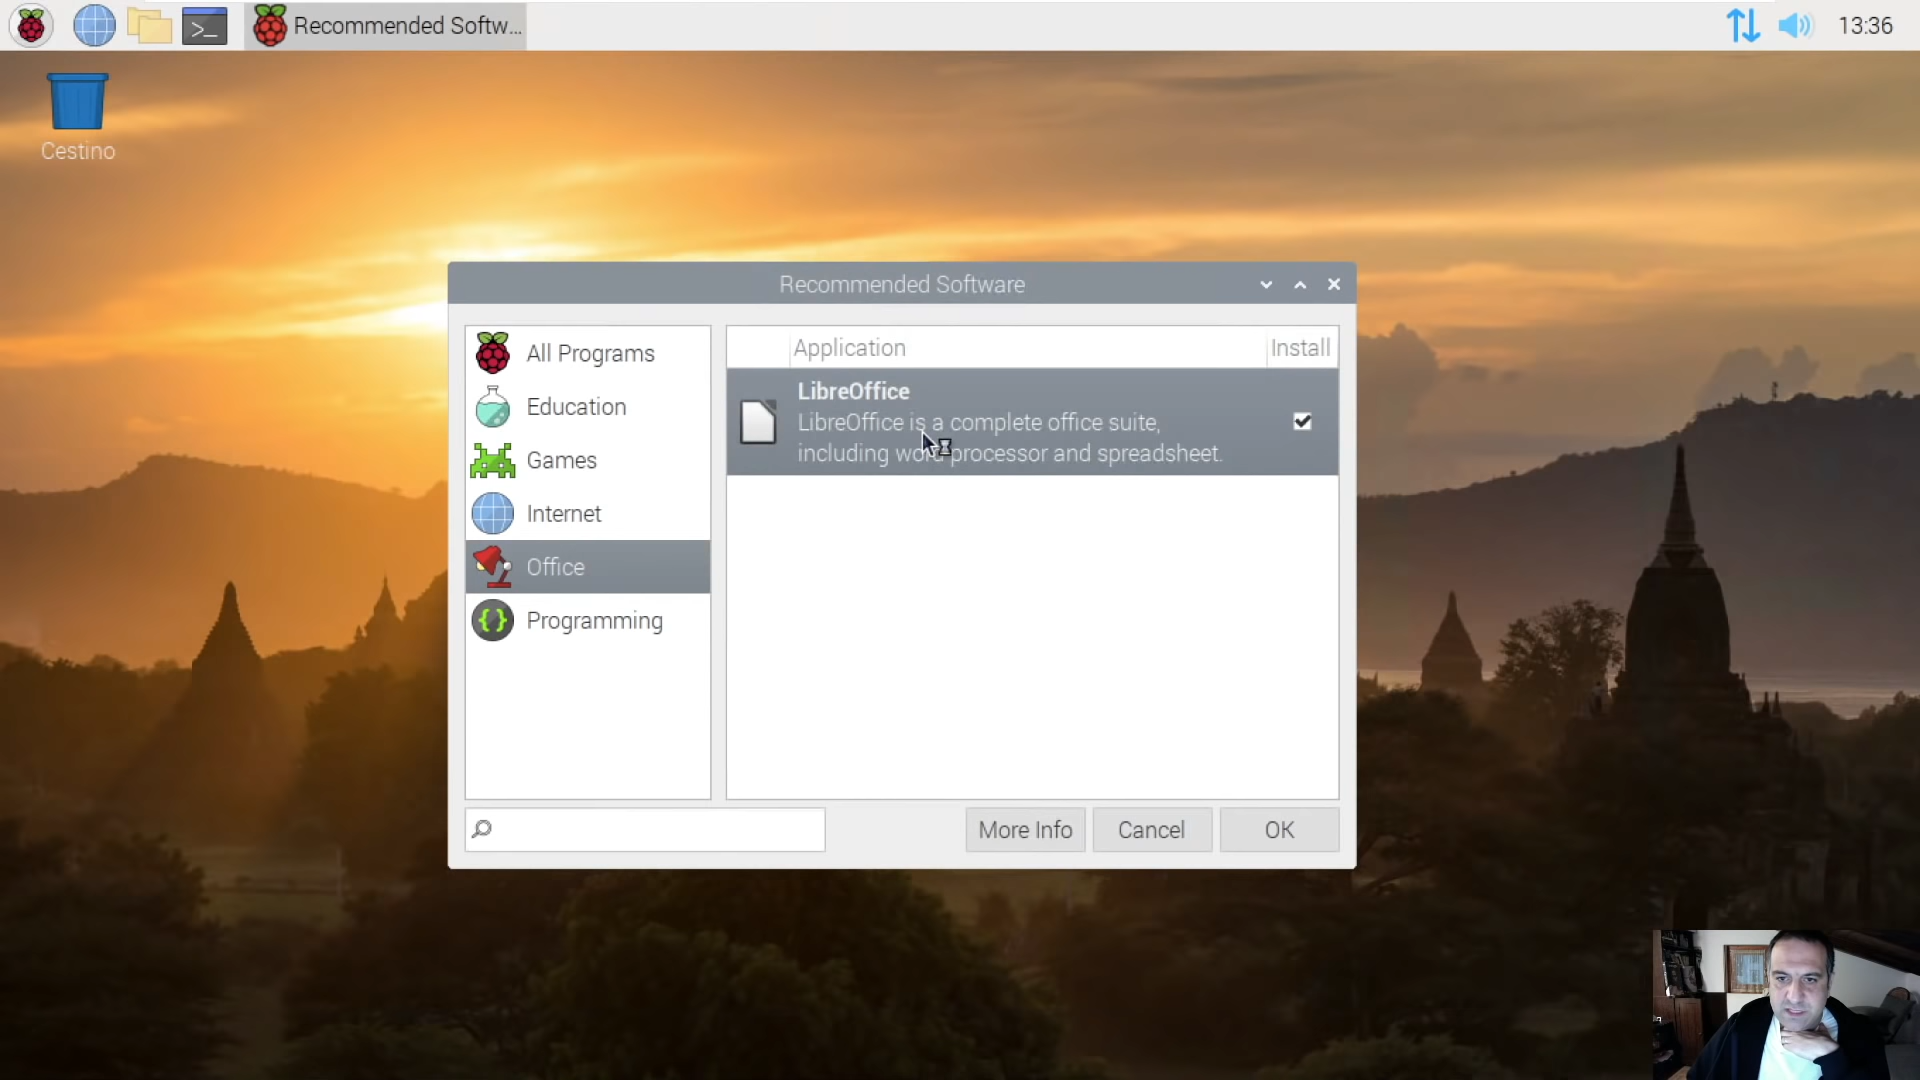 Recommended Softw...
13:36
Cestino
Recommended Software
All Programs
Education
Games
Internet
Office
Programming
Application
Install
LibreOffice
LibreOffice is a complete office suite,
including word processor and spreadsheet.
More Info
Cancel
OK